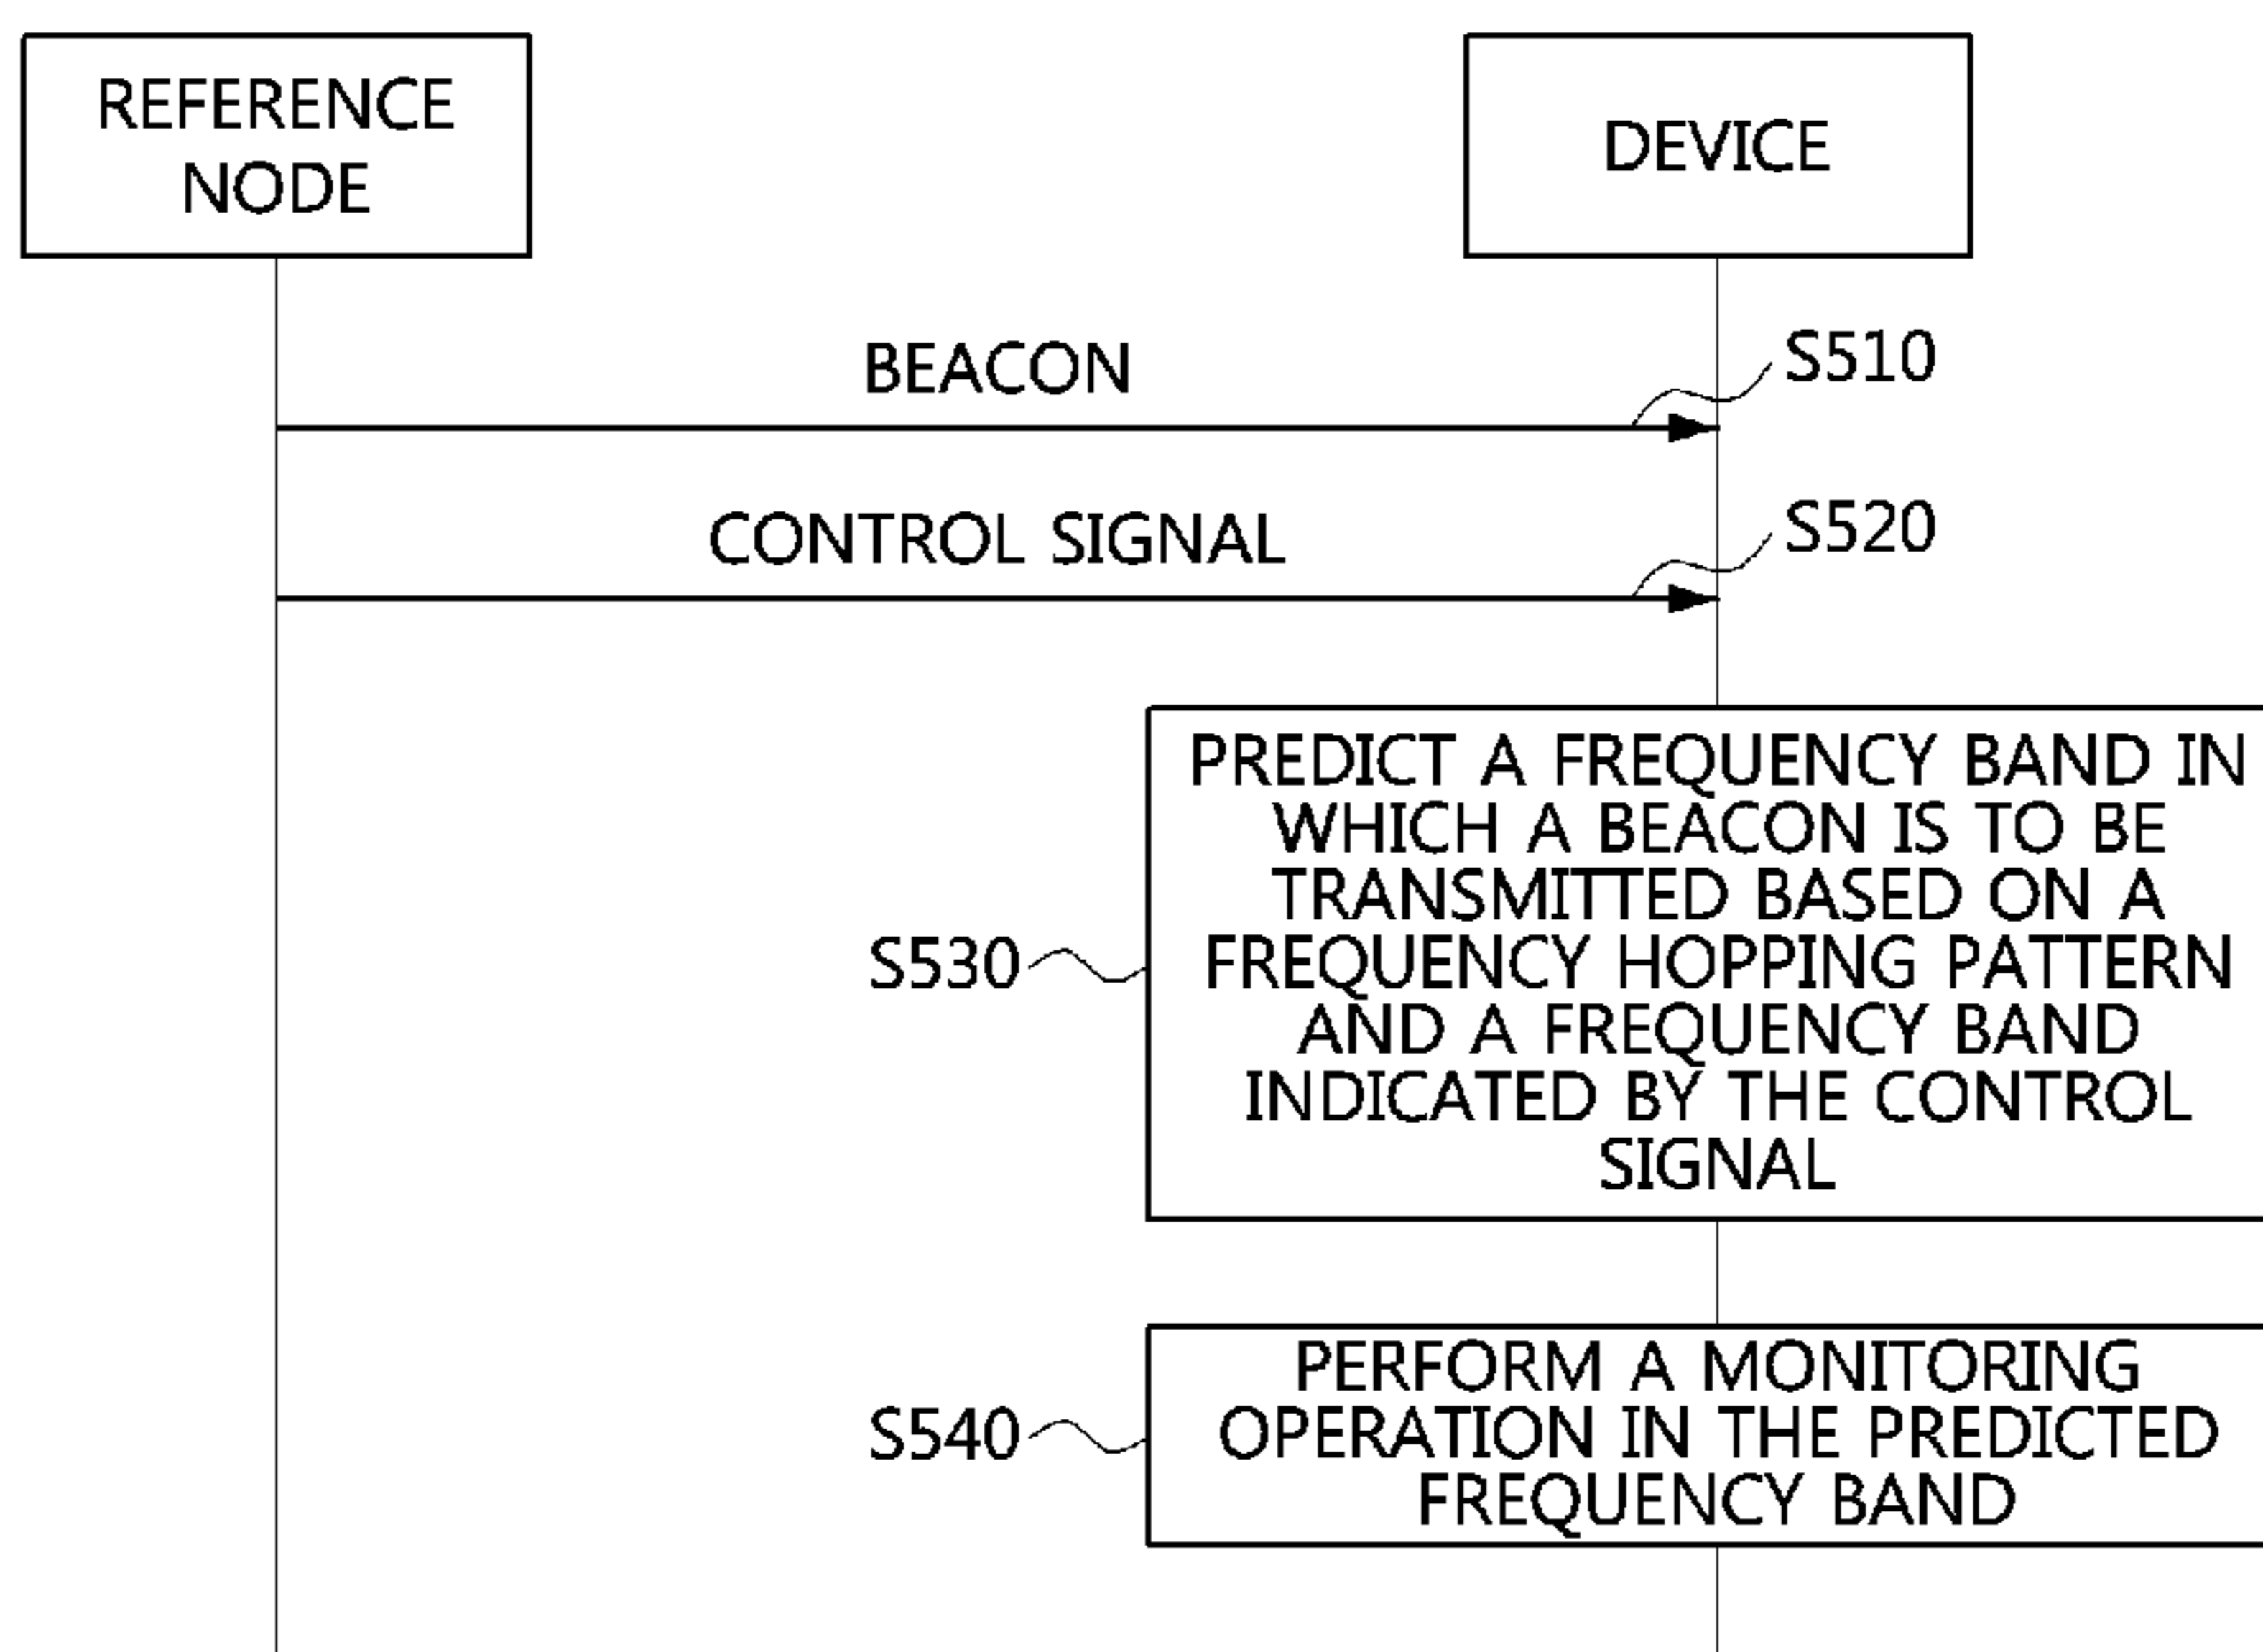 REFERENCE
NODE
DEVICE
BEACON
S510
CONTROL SIGNAL
S520
PREDICT A FREQUENCY BAND IN
WHICH A BEACON IS TO BE
TRANSMITTED BASED ON A
FREQUENCY HOPPING PATTERN
AND A FREQUENCY BAND
INDICATED BY THE CONTROL
SIGNAL
S530
PERFORM A MONITORING
OPERATION IN THE PREDICTED
FREQUENCY BAND
S540